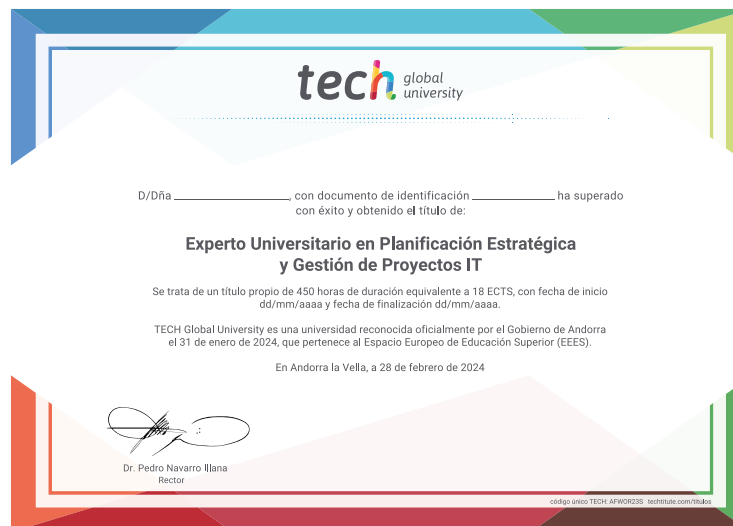 tech global university
D/Dña ____________________, con documento de identificación ______________ ha superado
con éxito y obtenido el título de:
Experto Universitario en Planificación Estratégica
y Gestión de Proyectos IT
Se trata de un título propio de 450 horas de duración equivalente a 18 ECTS, con fecha de inicio
dd/mm/aaaa y fecha de finalización dd/mm/aaaa.
TECH Global University es una universidad reconocida oficialmente por el Gobierno de Andorra
el 31 de enero de 2024, que pertenece al Espacio Europeo de Educación Superior (EEES).
En Andorra la Vella, a 28 de febrero de 2024
Dr. Pedro Navarro Illana
Rector
código único TECH: AFWOR23S techtitute.com/titulos